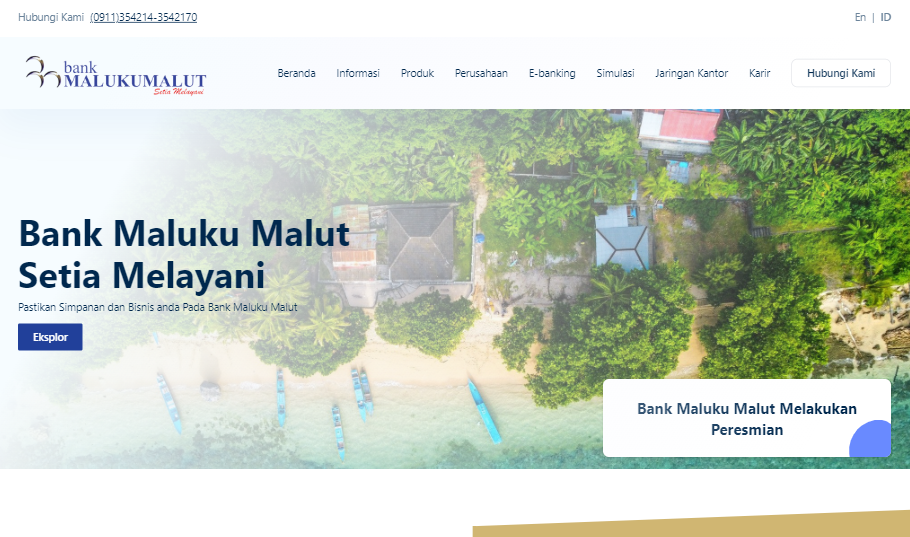 Hubungi Kami (0911)354214-3542170
En | ID
bank
MALUKUMALUT
Setia Melayani
Beranda Informasi Produk Perusahaan E-banking Simulasi Jaringan Kantor Karir Hubungi Kami
Bank Maluku Malut
Setia Melayani
Pastikan Simpanan dan Bisnis anda Pada Bank Maluku Malut
Eksplor
Bank Maluku Malut Melakukan
Peresmian